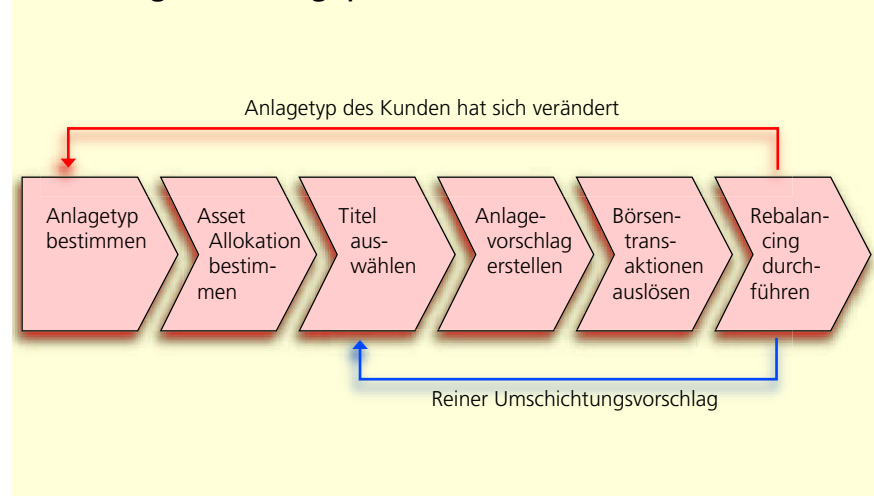 Anlagetyp des Kunden hat sich verändert
Anlagetyp
bestimmen
Asset
Allokation
bestim-
men
Titel
aus-
wählen
Anlage-
vorschlag
erstellen
Börsen-
trans-
aktionen
auslösen
Rebalan-
cing
durch-
führen
Reiner Umschichtungsvorschlag